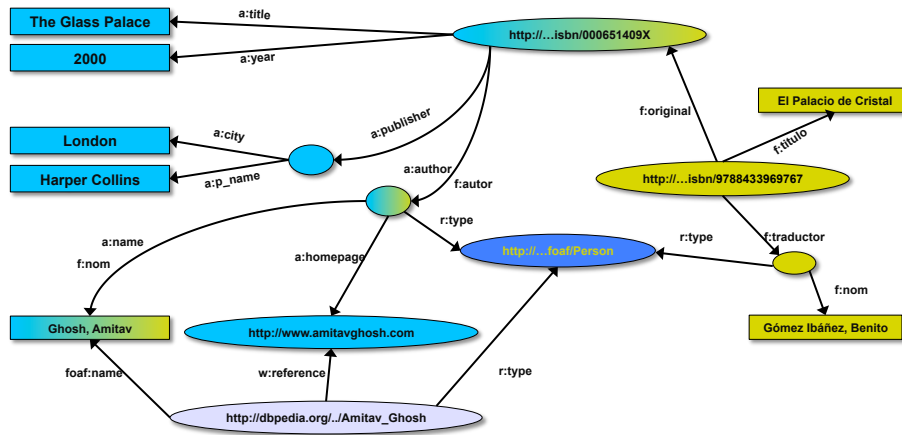 a:title
The Glass Palace
http://…isbn/000651409X
2000
a:year
El Palacio de Cristal
f:original
a:publisher
f:titulo
London
a:city
a:author
Harper Collins
a:p_name
f:autor
http://…isbn/9788433969767
r:type
a:name
f:traductor
f:nom
a:homepage
http://…foaf/Person
r:type
f:nom
Ghosh, Amitav
http://www.amitavghosh.com
Gómez Ibáñez, Benito
foaf:name
w:reference
r:type
http://dbpedia.org/../Amitav_Ghosh